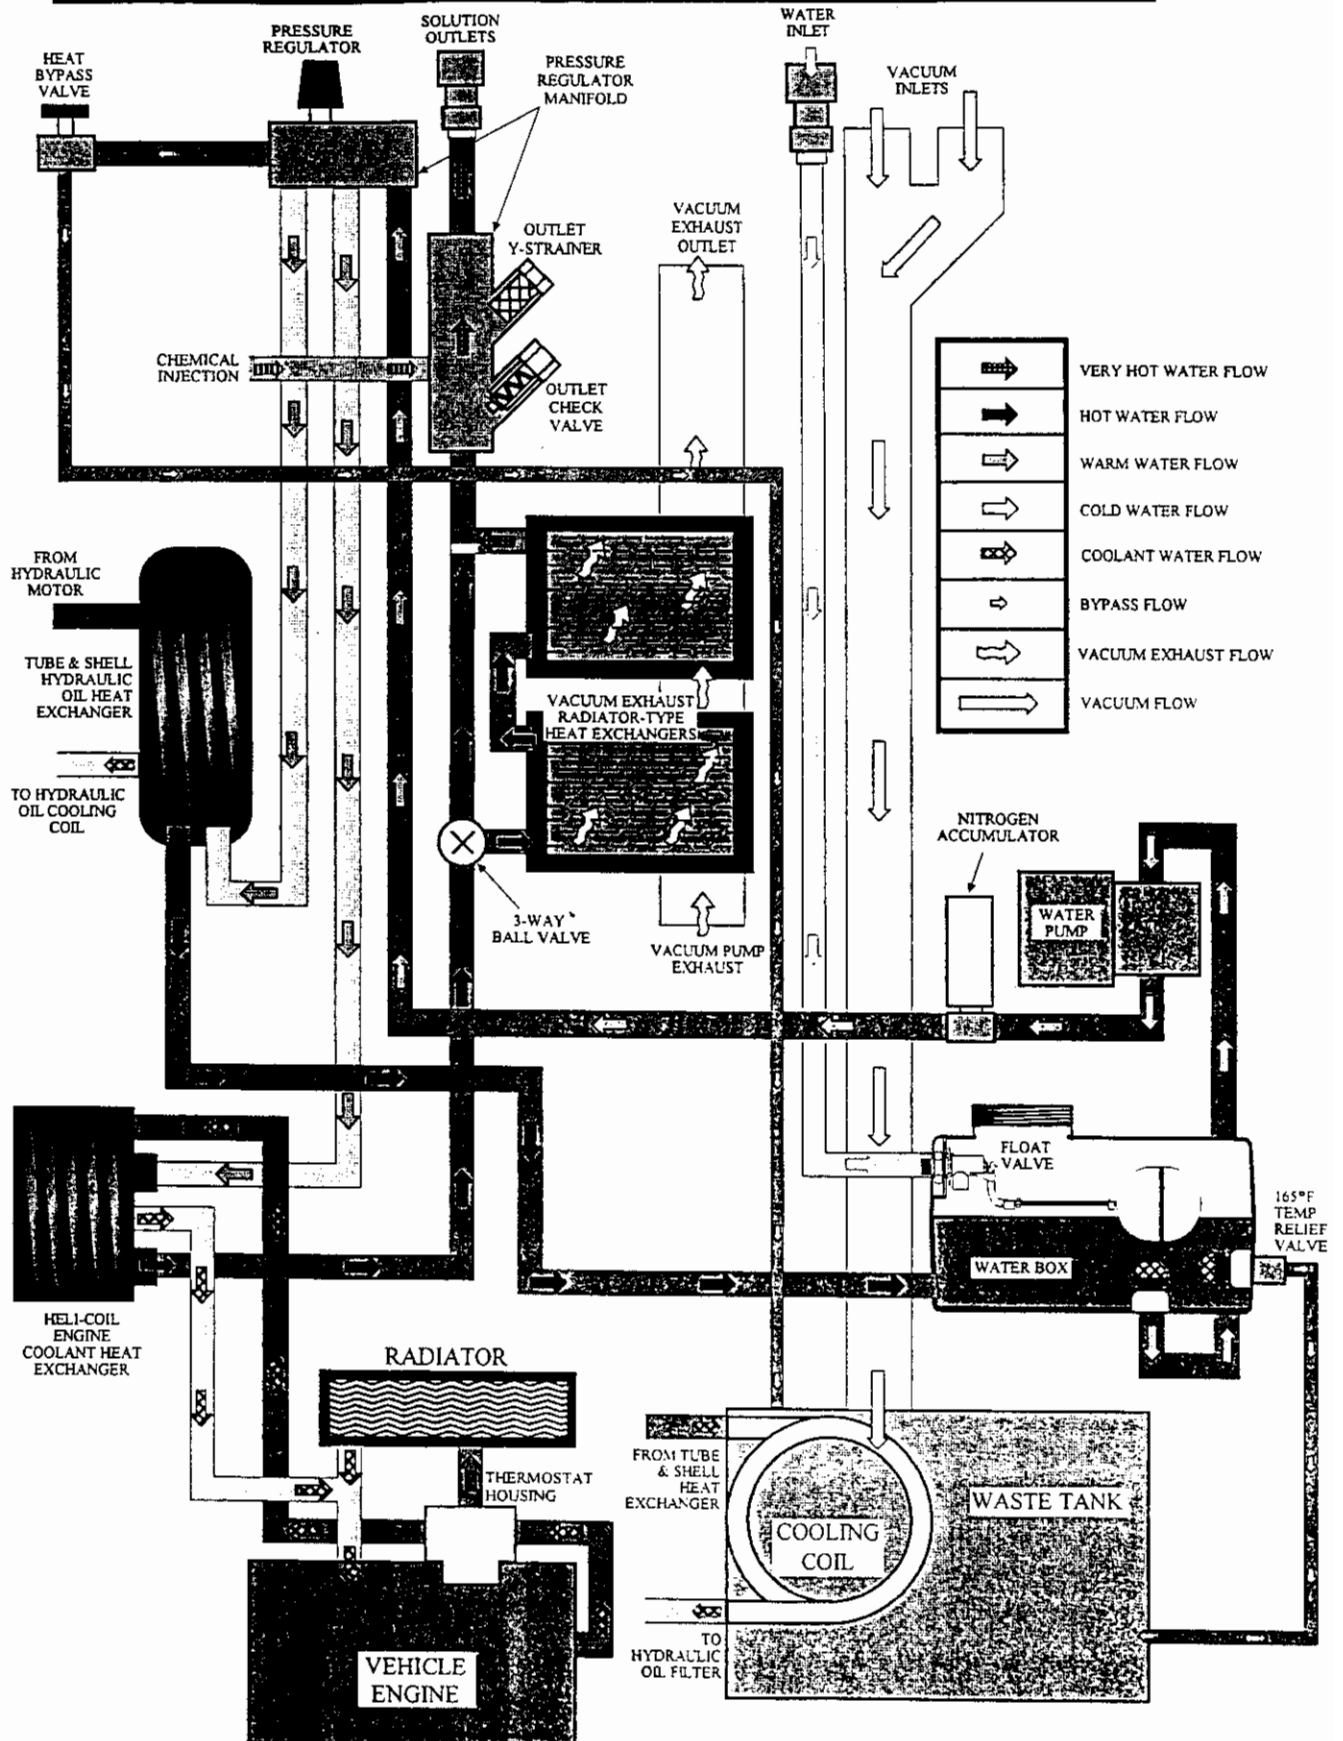 PRESSURE
REGULATOR
SOLUTION
OUTLETS
WATER
INLET
HEAT
BYPASS
VALVE
PRESSURE
REGULATOR
MANIFOLD
VACUUM
INLETS
VACUUM
EXHAUST
OUTLET
OUTLET
Y-STRAINER
CHEMICAL
INJECTION
OUTLET
CHECK
VALVE
VERY HOT WATER FLOW
HOT WATER FLOW
WARM WATER FLOW
COLD WATER FLOW
COOLANT WATER FLOW
BYPASS FLOW
VACUUM EXHAUST FLOW
VACUUM FLOW
FROM
HYDRAULIC
MOTOR
TUBE & SHELL
HYDRAULIC
OIL HEAT
EXCHANGER
TO HYDRAULIC
OIL COOLING
COIL
VACUUM EXHAUST
RADIATOR-TYPE
HEAT EXCHANGERS
NITROGEN
ACCUMULATOR
WATER
PUMP
3-WAY
BALL VALVE
VACUUM PUMP
EXHAUST
FLOAT
VALVE
165°F
TEMP
RELIEF
VALVE
WATER BOX
HELI-COIL
ENGINE
COOLANT HEAT
EXCHANGER
RADIATOR
THERMOSTAT
HOUSING
FROM TUBE
& SHELL
HEAT
EXCHANGER
WASTE TANK
COOLING
COIL
TO
HYDRAULIC
OIL FILTER
VEHICLE
ENGINE